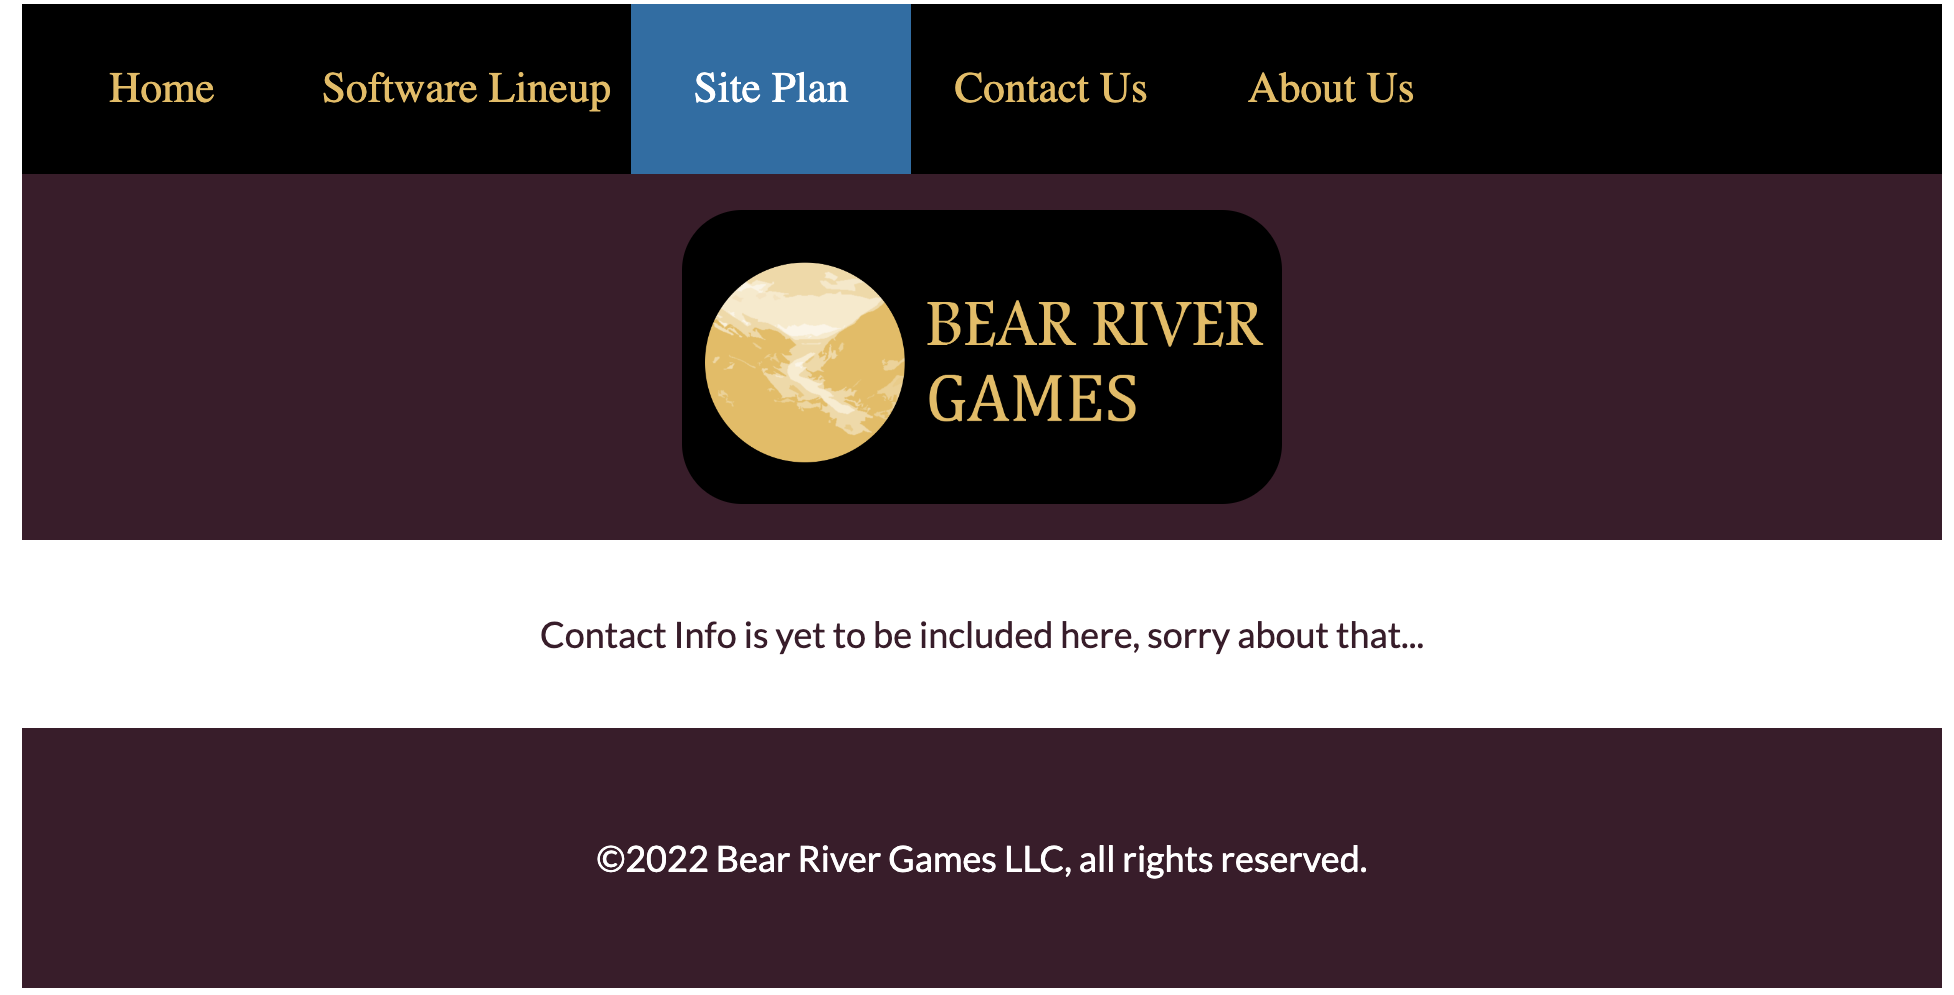 Home Software Lineup Site Plan Contact Us About Us
BEAR RIVER
GAMES
Contact Info is yet to be included here, sorry about that...
©2022 Bear River Games LLC, all rights reserved.